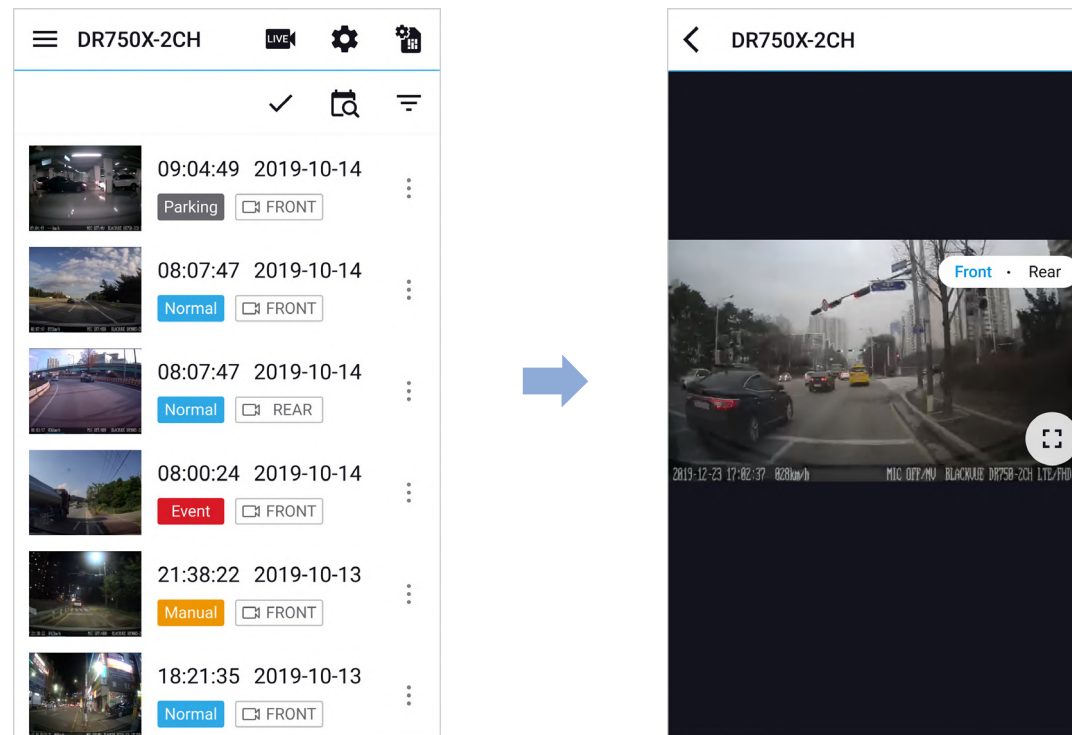 DR750X-2CH LIVE
09:04:49 2019-10-14
Parking FRONT
08:07:47 2019-10-14
Normal FRONT
08:07:47 2019-10-14
Normal REAR
08:00:24 2019-10-14
Event FRONT
21:38:22 2019-10-13
Manual FRONT
18:21:35 2019-10-13
Normal FRONT
DR750X-2CH
Front · Rear
2019-12-23 17:02:37 028km/h MIC OFF/NV BLACKVUE DR750-2CH LTE/FHD